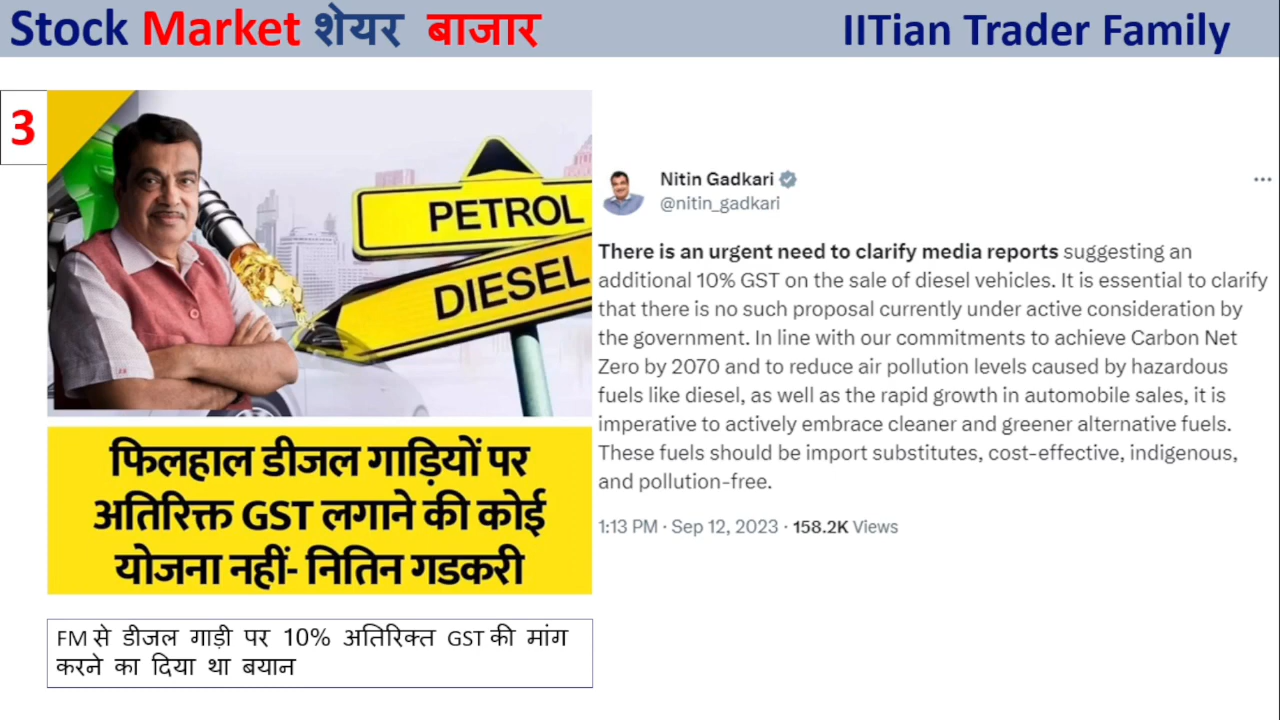 Stock Market शेयर बाजार
IITian Trader Family
3
PETROL
DIESEL
फिलहाल डीजल गाड़ियों पर
अतिरिक्त GST लगाने की कोई
योजना नहीं- नितिन गडकरी
FM से डीजल गाड़ी पर 10% अतिरिक्त GST की मांग
करने का दिया था बयान
Nitin Gadkari
@nitin_gadkari
There is an urgent need to clarify media reports suggesting an
additional 10% GST on the sale of diesel vehicles. It is essential to clarify
that there is no such proposal currently under active consideration by
the government. In line with our commitments to achieve Carbon Net
Zero by 2070 and to reduce air pollution levels caused by hazardous
fuels like diesel, as well as the rapid growth in automobile sales, it is
imperative to actively embrace cleaner and greener alternative fuels.
These fuels should be import substitutes, cost-effective, indigenous,
and pollution-free.
1:13 PM · Sep 12, 2023 · 158.2K Views